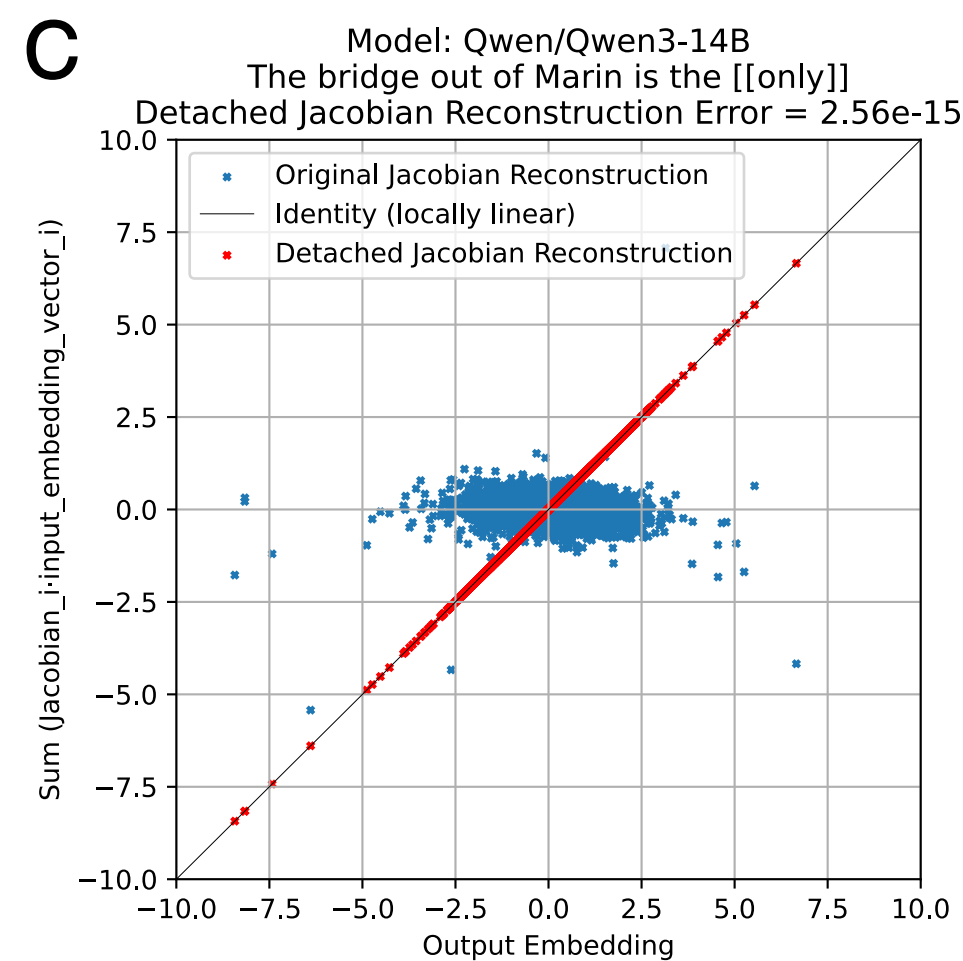 C
Model: Qwen/Qwen3-14B
The bridge out of Marin is the [[only]]
Detached Jacobian Reconstruction Error = 2.56e-15
Original Jacobian Reconstruction
Identity (locally linear)
Detached Jacobian Reconstruction
Sum (Jacobian_i·input_embedding_vector_i)
10.0
7.5
5.0
2.5
0.0
−2.5
−5.0
−7.5
−10.0
−10.0 −7.5 −5.0 −2.5 0.0 2.5 5.0 7.5 10.0
Output Embedding